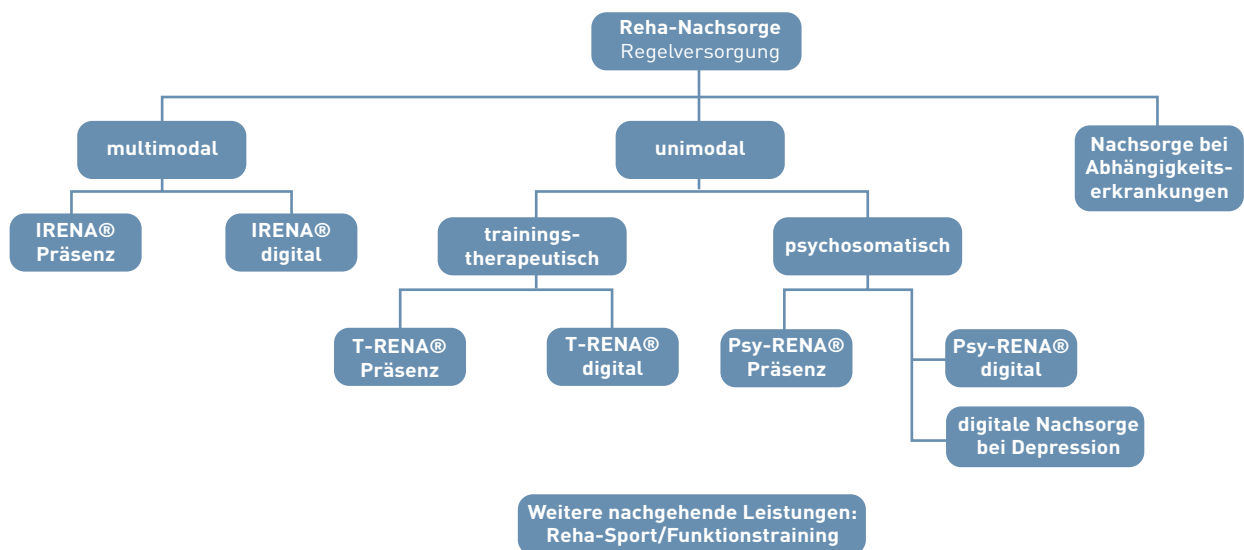 Reha-Nachsorge
Regelversorgung
multimodal
unimodal
Nachsorge bei
Abhängigkeits-
erkrankungen
IRENA®
Präsenz
IRENA®
digital
trainings-
therapeutisch
psychosomatisch
T-RENA®
Präsenz
T-RENA®
digital
Psy-RENA®
Präsenz
Psy-RENA®
digital
digitale Nachsorge
bei Depression
Weitere nachgehende Leistungen:
Reha-Sport/Funktionstraining